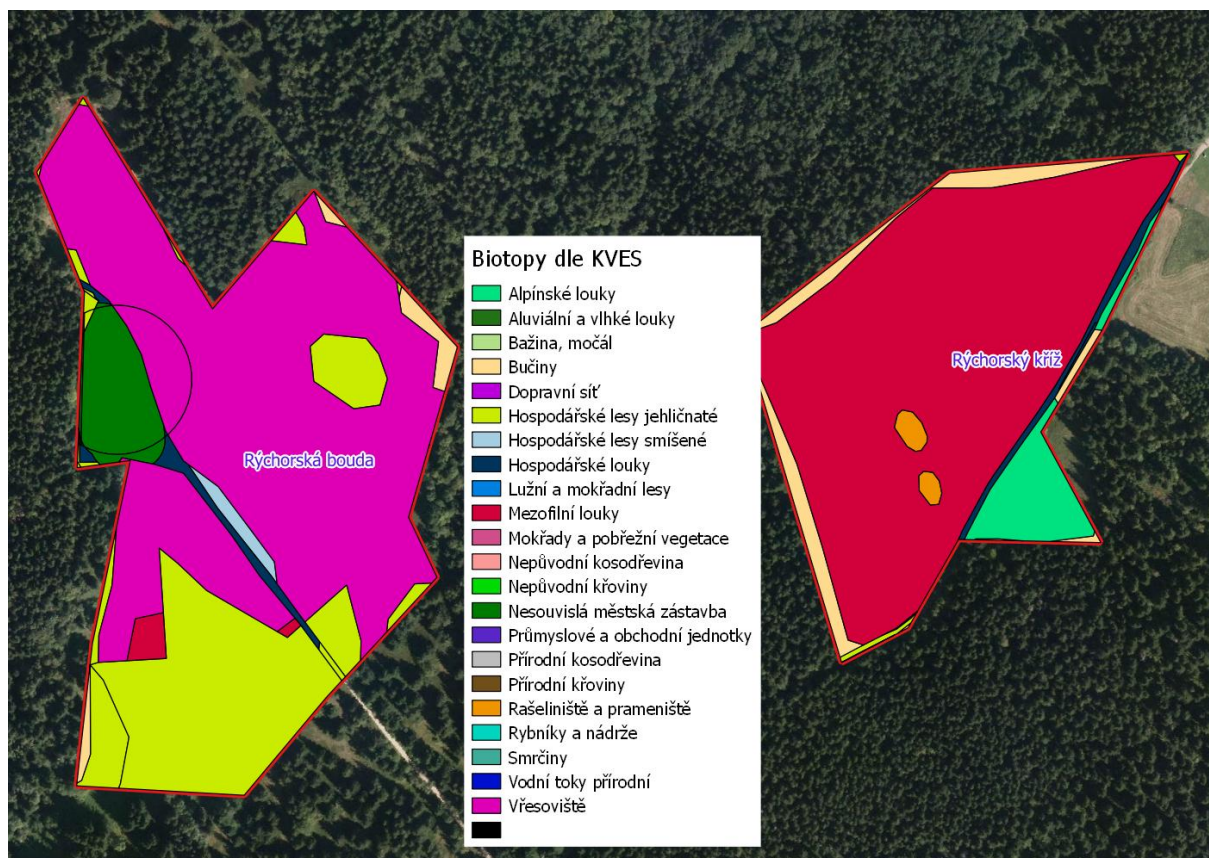 Biotopy dle KVES
Alpínské louky
Aluviální a vlhké louky
Bažina, močál
Bučiny
Dopravní síť
Hospodářské lesy jehličnaté
Hospodářské lesy smíšené
Hospodářské louky
Lužní a mokřadní lesy
Mezofilní louky
Mokřady a pobřežní vegetace
Nepůvodní kosodřevina
Nepůvodní křoviny
Nesouvislá městská zástavba
Průmyslové a obchodní jednotky
Přírodní kosodřevina
Přírodní křoviny
Rašeliniště a prameniště
Rybníky a nádrže
Smrčiny
Vodní toky přírodní
Vřesoviště
Rýchorská bouda
Rýchorský kříž